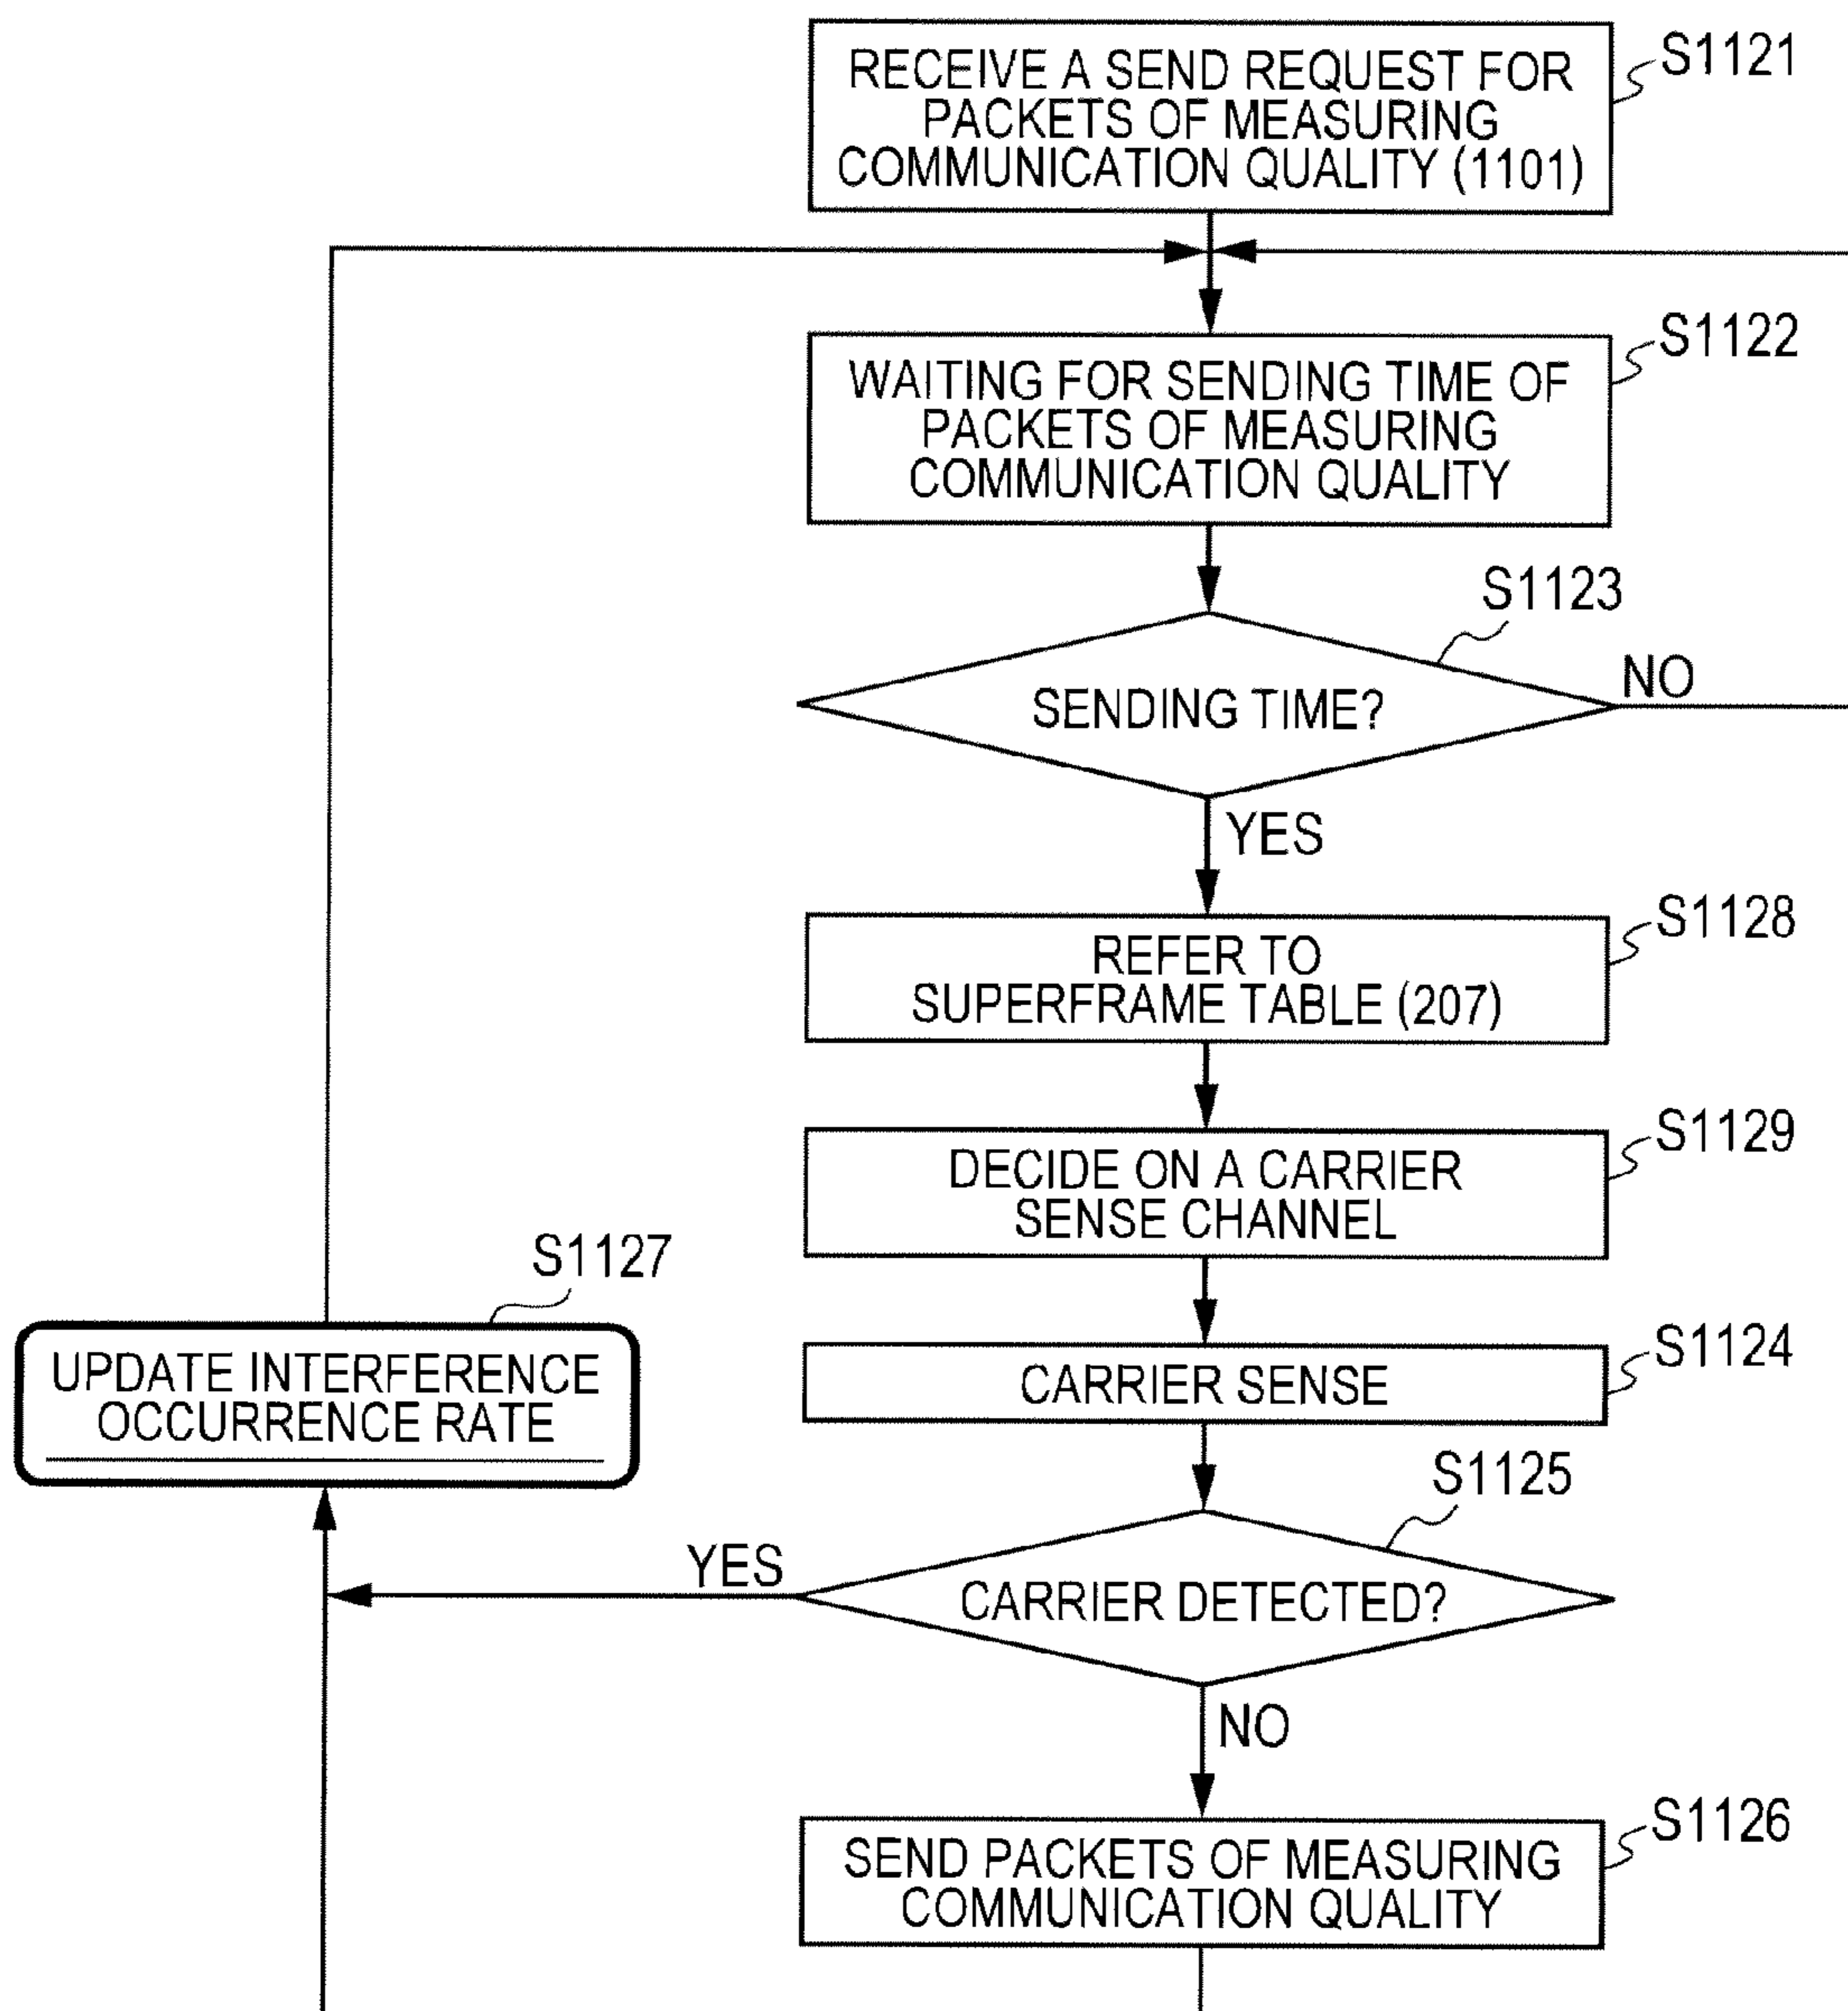 RECEIVE A SEND REQUEST FOR
PACKETS OF MEASURING
COMMUNICATION QUALITY (1101)
S1121
WAITING FOR SENDING TIME OF
PACKETS OF MEASURING
COMMUNICATION QUALITY
S1122
SENDING TIME?
S1123
NO
YES
REFER TO
SUPERFRAME TABLE (207)
S1128
DECIDE ON A CARRIER
SENSE CHANNEL
S1129
CARRIER SENSE
S1124
UPDATE INTERFERENCE
OCCURRENCE RATE
S1127
CARRIER DETECTED?
S1125
YES
NO
SEND PACKETS OF MEASURING
COMMUNICATION QUALITY
S1126